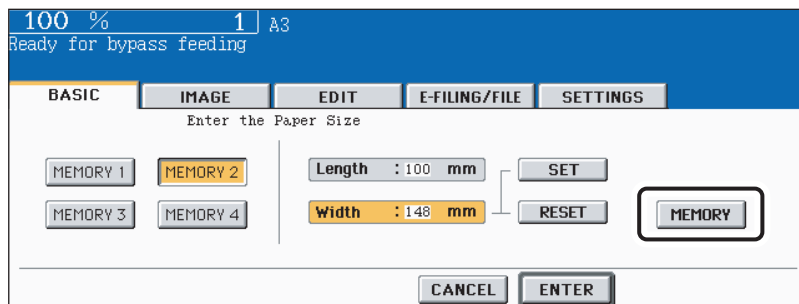 100 % 1 A3
Ready for bypass feeding
BASIC IMAGE EDIT E-FILING/FILE SETTINGS
Enter the Paper Size
MEMORY 1 MEMORY 2 Length : 100 mm SET
MEMORY 3 MEMORY 4 Width : 148 mm RESET MEMORY
CANCEL ENTER